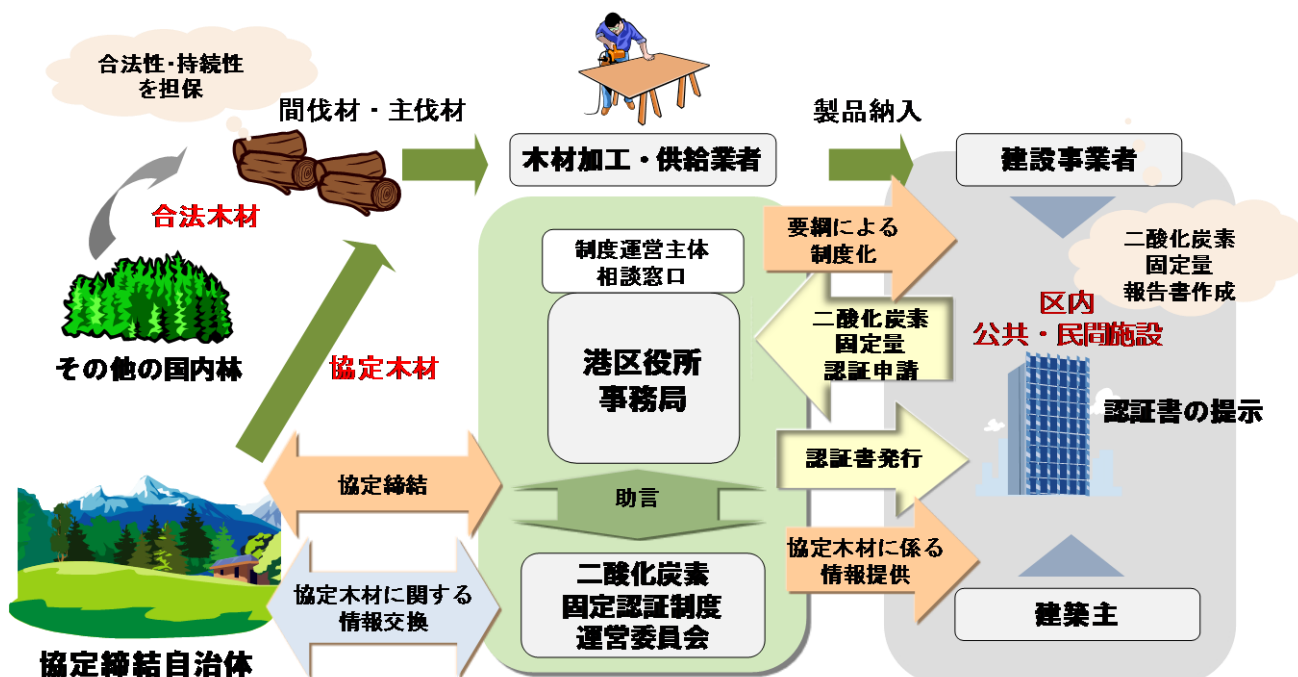 合法性・持続性
を担保
間伐材・主伐材
製品納入
木材加工・供給業者
建設事業者
合法木材
要綱による
制度化
制度運営主体
相談窓口
二酸化炭素
固定量
報告書作成
その他の国内林
協定木材
港区役所
事務局
二酸化炭素
固定量
認証申請
区内
公共・民間施設
認証書の提示
協定締結
助言
認証書発行
協定木材に関する
情報交換
二酸化炭素
固定認証制度
運営委員会
協定木材に係る
情報提供
建築主
協定締結自治体